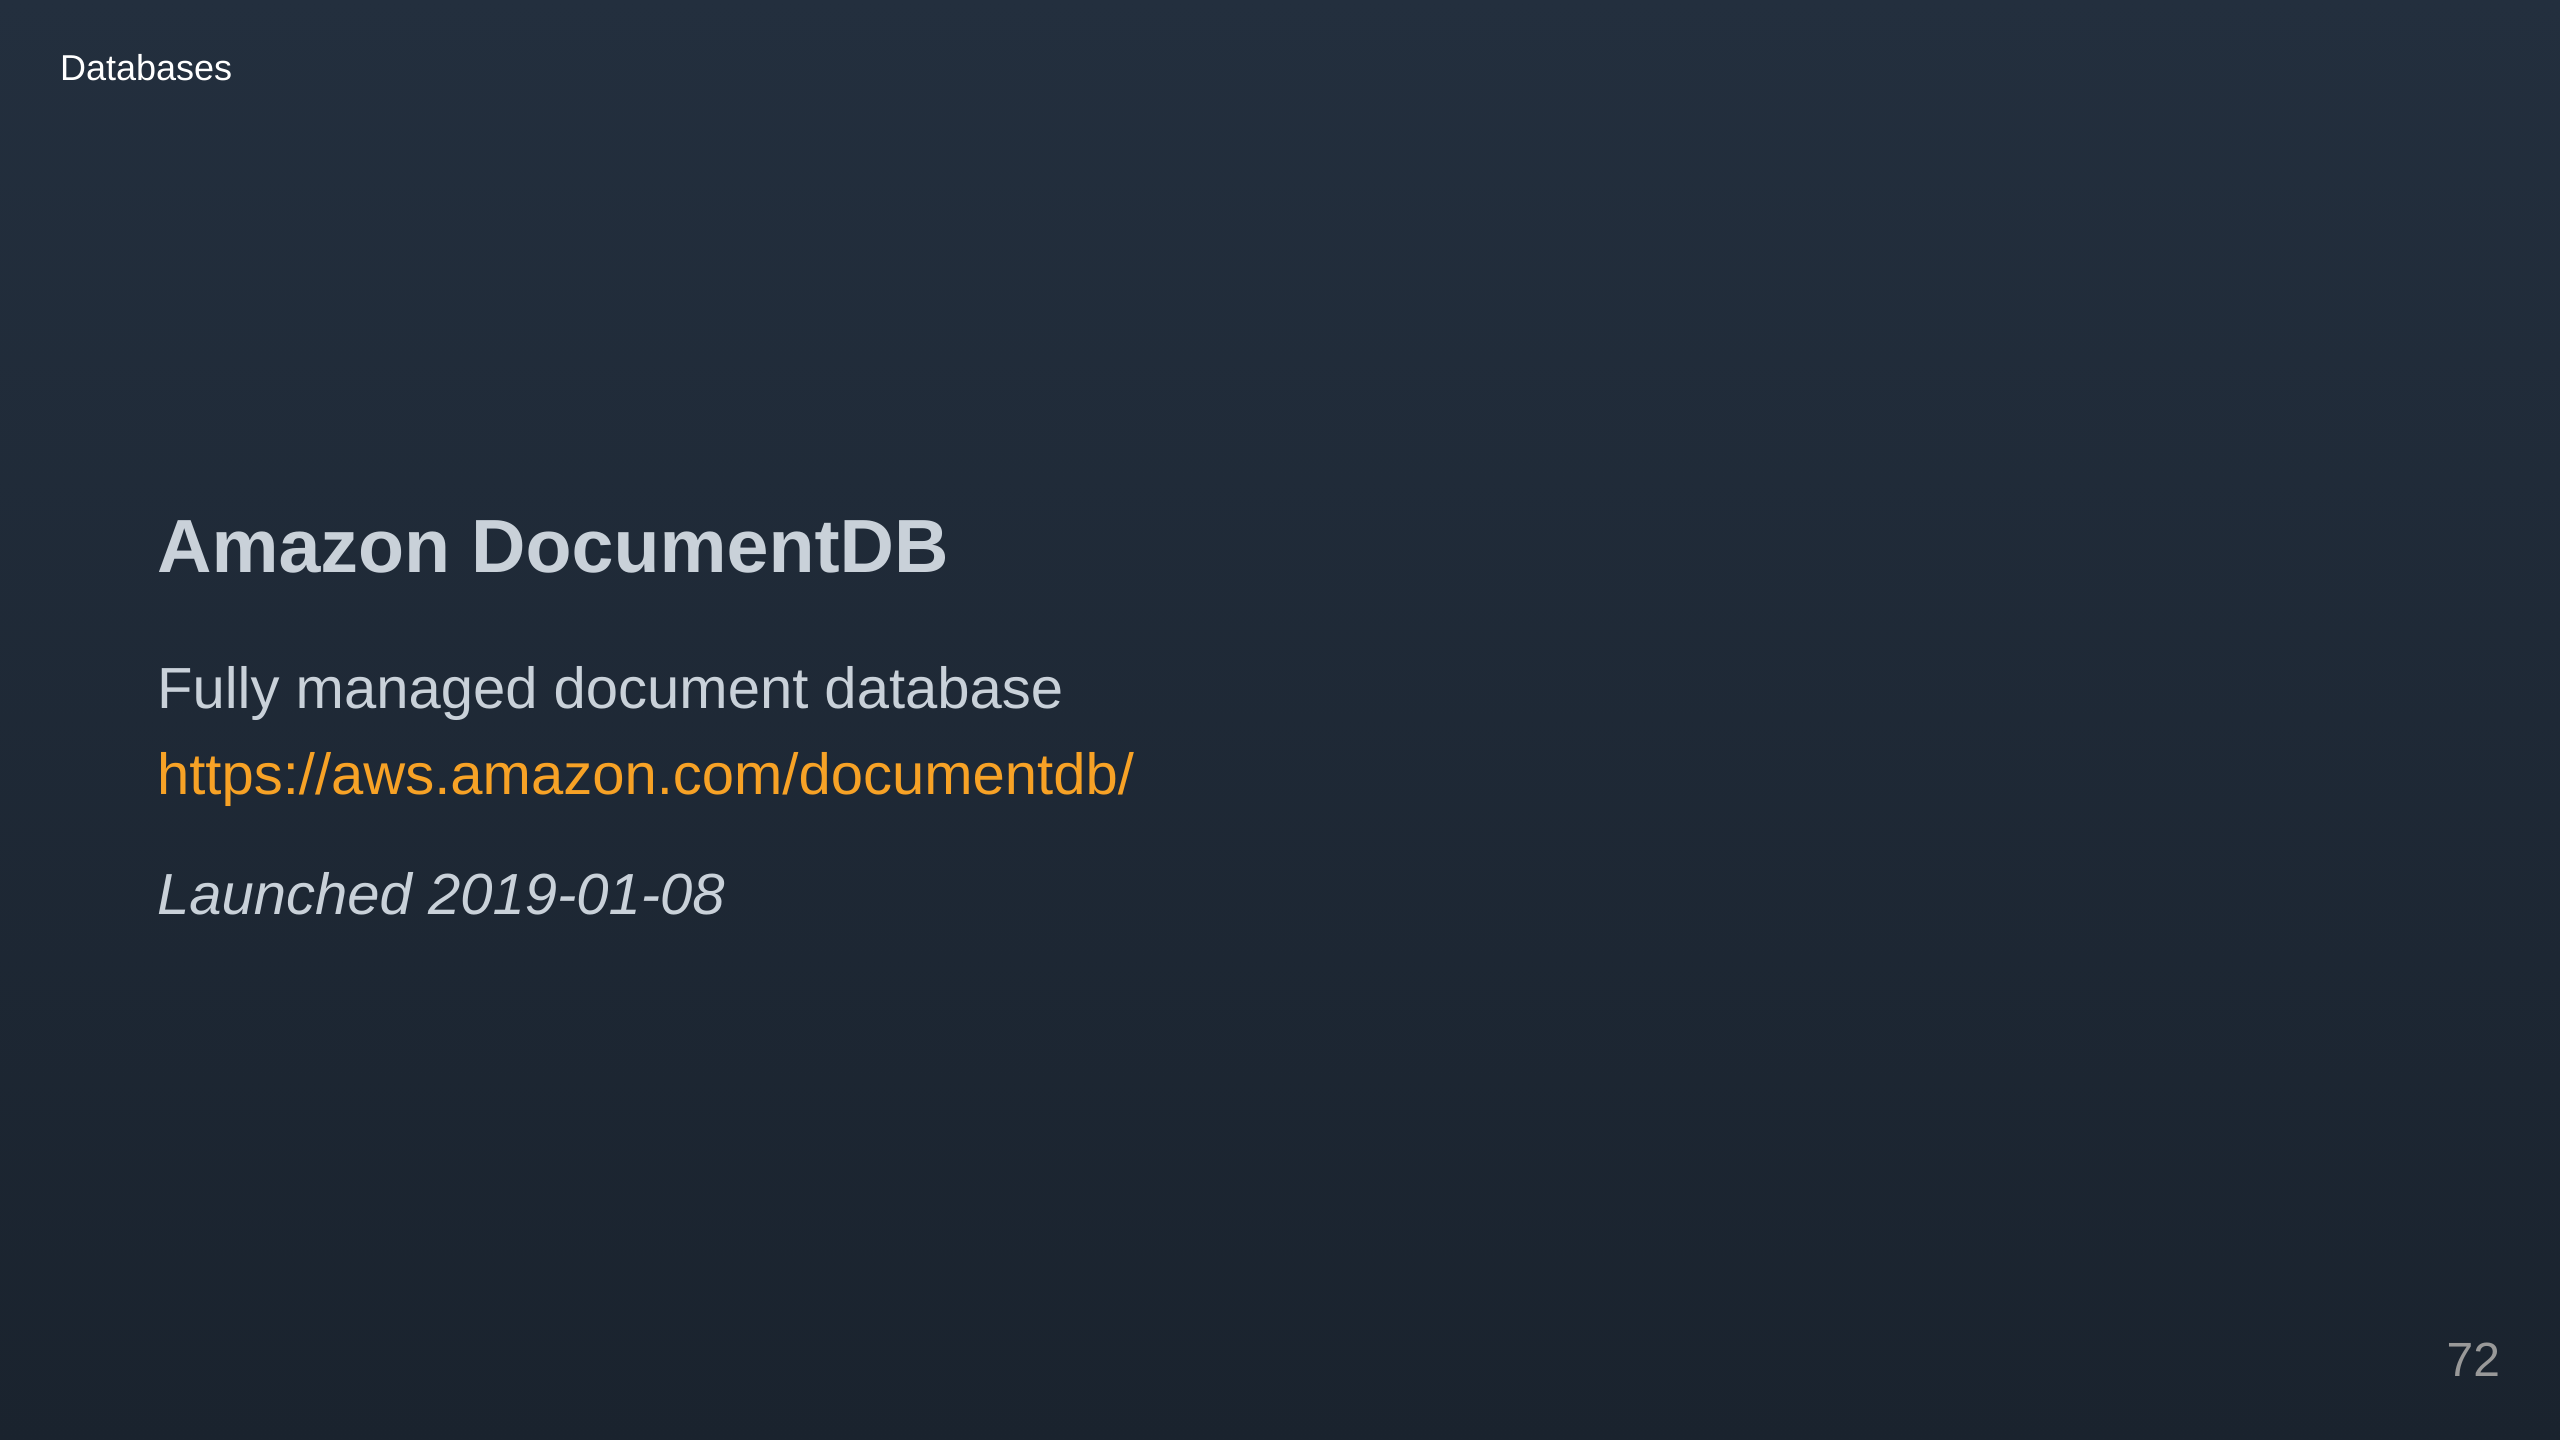 Databases
Amazon DocumentDB
Fully managed document database
https://aws.amazon.com/documentdb/
Launched 2019-01-08
72